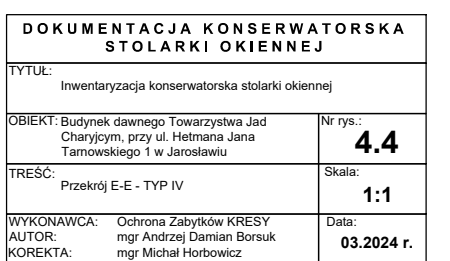 DOKUMENTACJA KONSERWATORSKA
STOLARKI OKIENNEJ
TYTUŁ:
Inwentaryzacja konserwatorska stolarki okiennej
OBIEKT: Budynek dawnego Towarzystwa Jad
Charyjcym, przy ul. Hetmana Jana
Tarnowskiego 1 w Jarosławiu
Nr rys.:
4.4
TREŚĆ:
Przekrój E-E - TYP IV
Skala:
1:1
WYKONAWCA: Ochrona Zabytków KRESY
AUTOR: mgr Andrzej Damian Borsuk
KOREKTA: mgr Michał Horbowicz
Data:
03.2024 r.